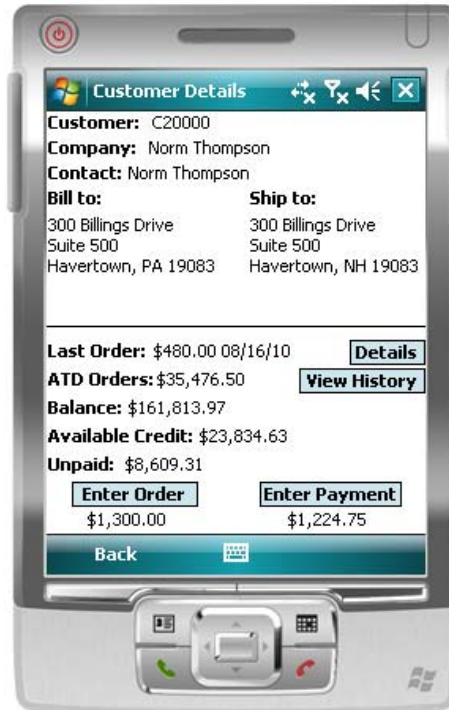 Customer Details
Customer: C20000
Company: Norm Thompson
Contact: Norm Thompson
Bill to: Ship to:
300 Billings Drive 300 Billings Drive
Suite 500 Suite 500
Havertown, PA 19083 Havertown, NH 19083
Last Order: $480.00 08/16/10 Details
ATD Orders: $35,476.50 View History
Balance: $161,813.97
Available Credit: $23,834.63
Unpaid: $8,609.31
Enter Order Enter Payment
$1,300.00 $1,224.75
Back